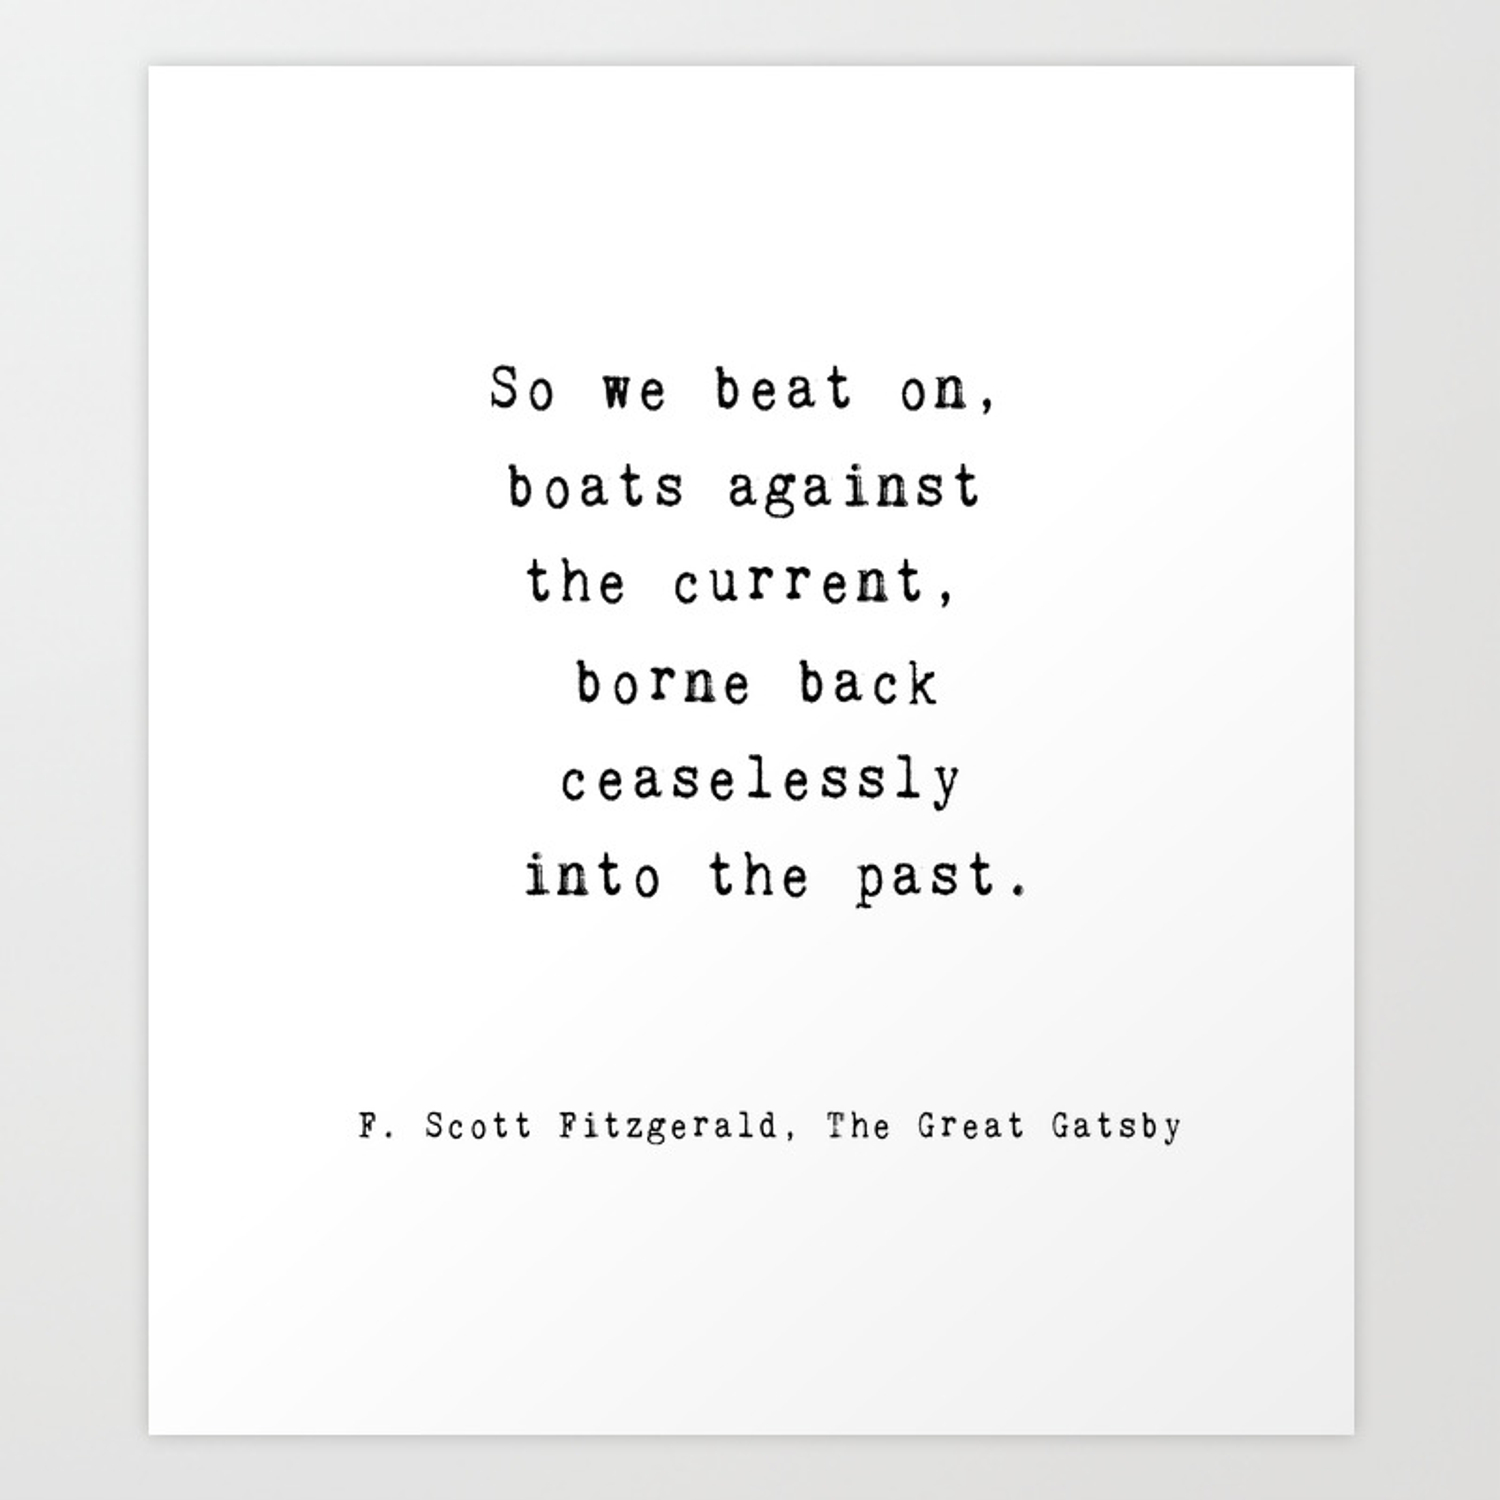 So we beat on,
boats against
the current,
borne back
ceaselessly
into the past.
F. Scott Fitzgerald, The Great Gatsby